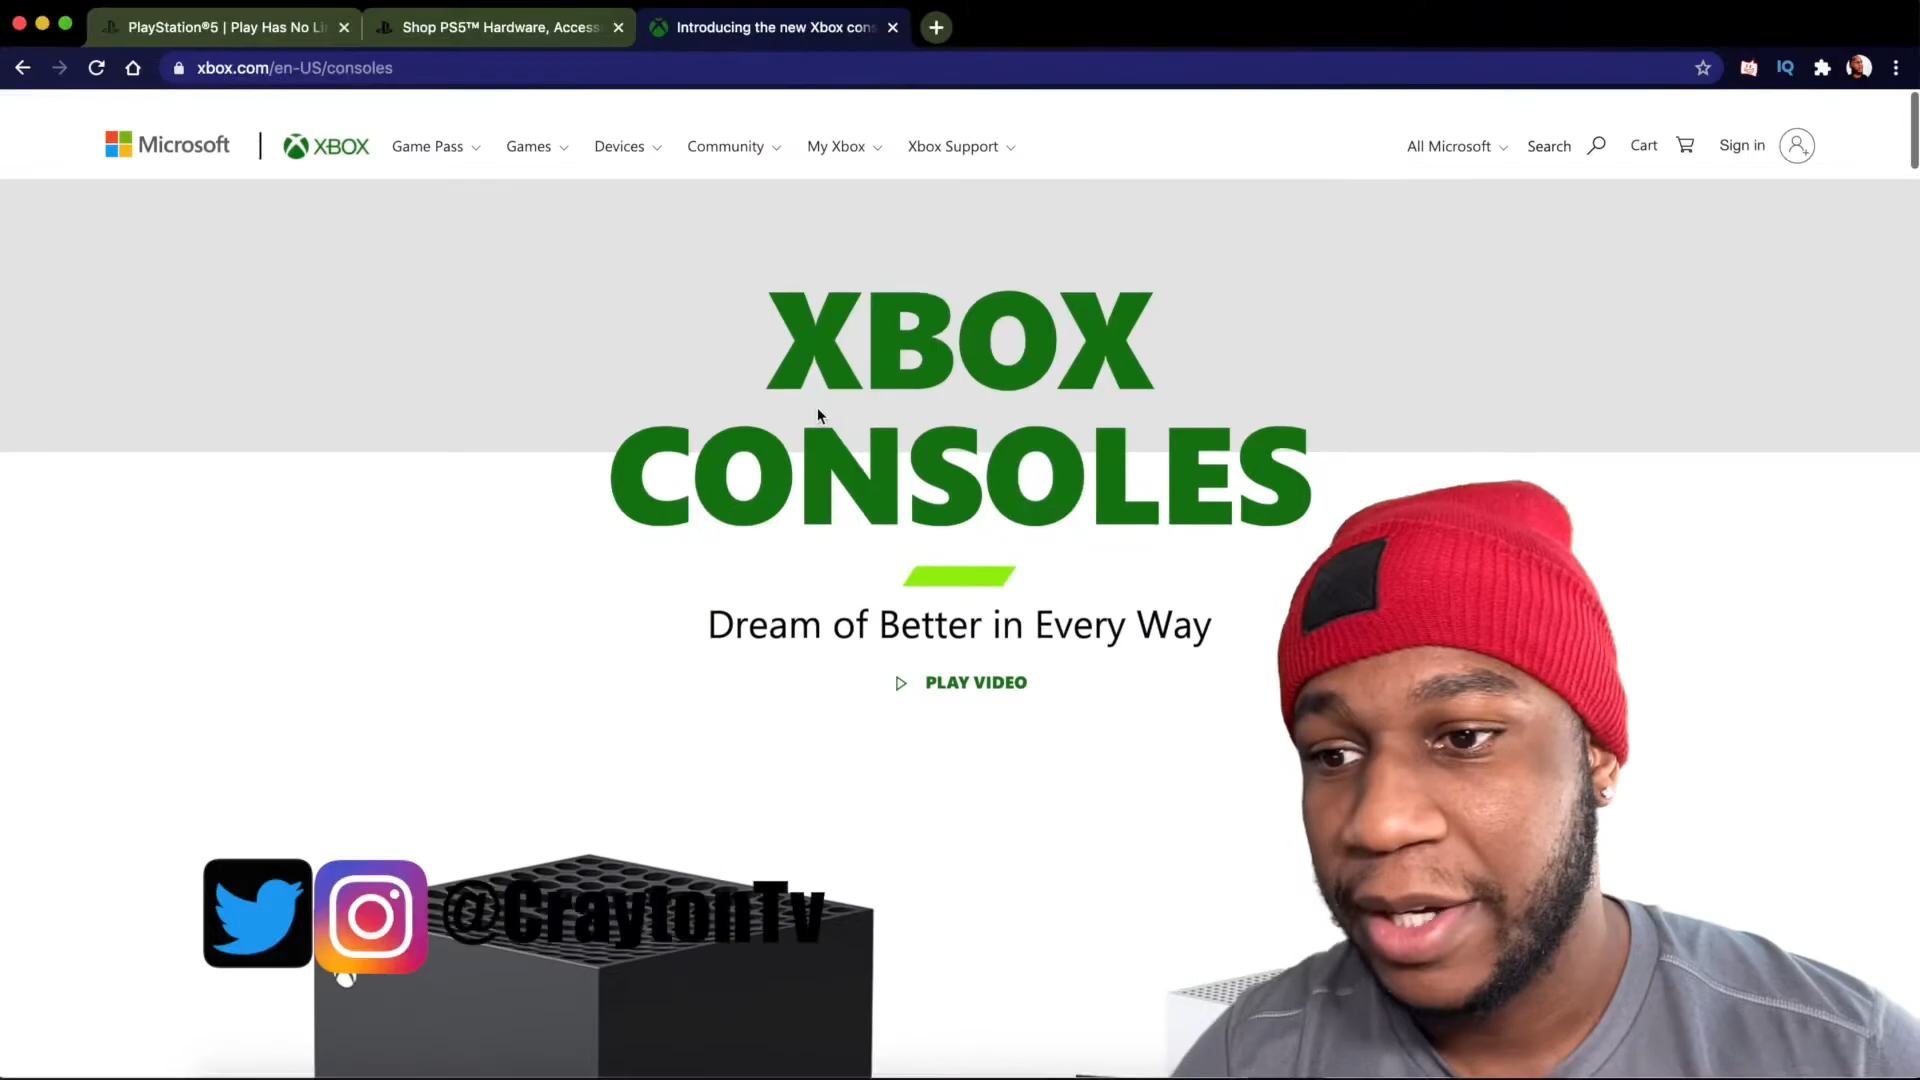 PlayStation®5 | Play Has No Li
Shop PS5™ Hardware, Access
Introducing the new Xbox con
xbox.com/en-US/consoles
IQ
Microsoft
XBOX
Game Pass
Games
Devices
Community
My Xbox
Xbox Support
All Microsoft
Search
Cart
Sign in
XBOX
CONSOLES
Dream of Better in Every Way
PLAY VIDEO
@CraytonTv